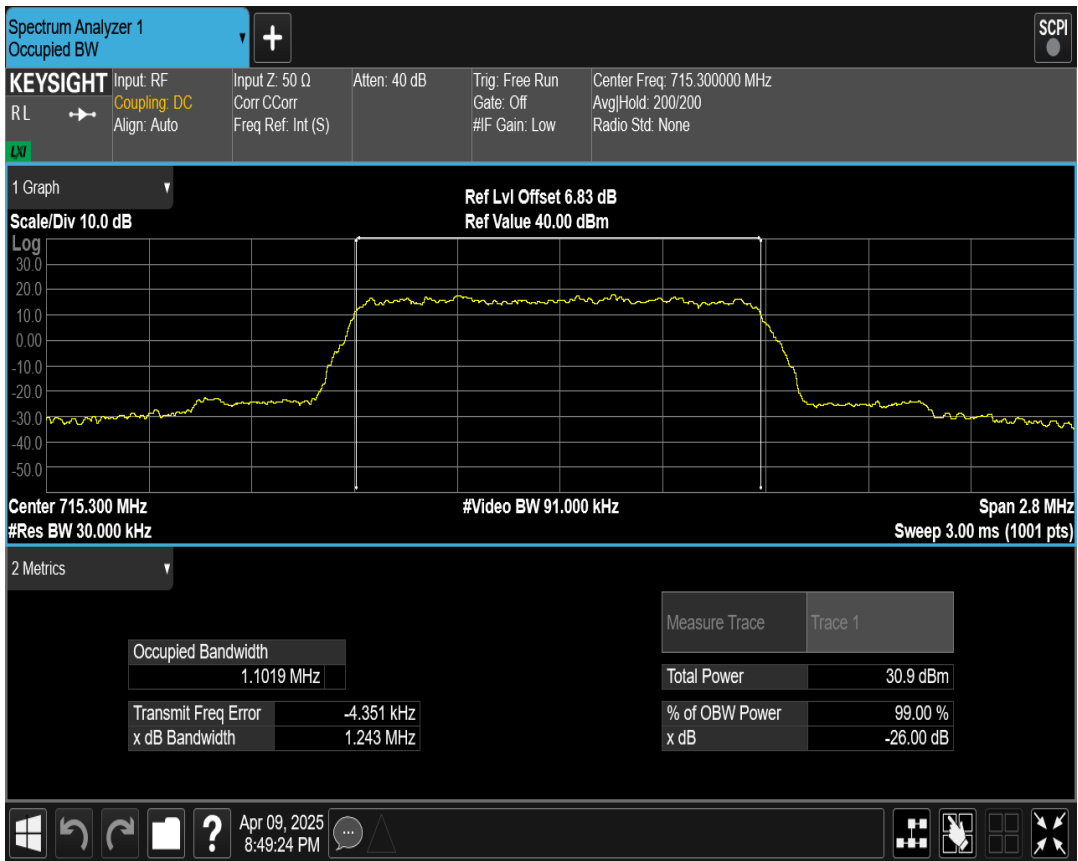 Spectrum Analyzer 1
Occupied BW
+
SCPI
KEYSIGHT
RL
LXI
Input: RF
Coupling: DC
Align: Auto
Input Z: 50 Ω
Corr CCorr
Freq Ref: Int (S)
Atten: 40 dB
Trig: Free Run
Gate: Off
#IF Gain: Low
Center Freq: 715.300000 MHz
Avg|Hold: 200/200
Radio Std: None
1 Graph
Scale/Div 10.0 dB
Ref Lvl Offset 6.83 dB
Ref Value 40.00 dBm
Log
30.0
20.0
10.0
0.00
-10.0
-20.0
-30.0
-40.0
-50.0
Center 715.300 MHz
#Video BW 91.000 kHz
Span 2.8 MHz
#Res BW 30.000 kHz
Sweep 3.00 ms (1001 pts)
2 Metrics
Measure Trace Trace 1
Occupied Bandwidth
1.1019 MHz
Total Power 30.9 dBm
Transmit Freq Error -4.351 kHz
% of OBW Power 99.00 %
x dB Bandwidth 1.243 MHz
x dB -26.00 dB
?
Apr 09, 2025
8:49:24 PM